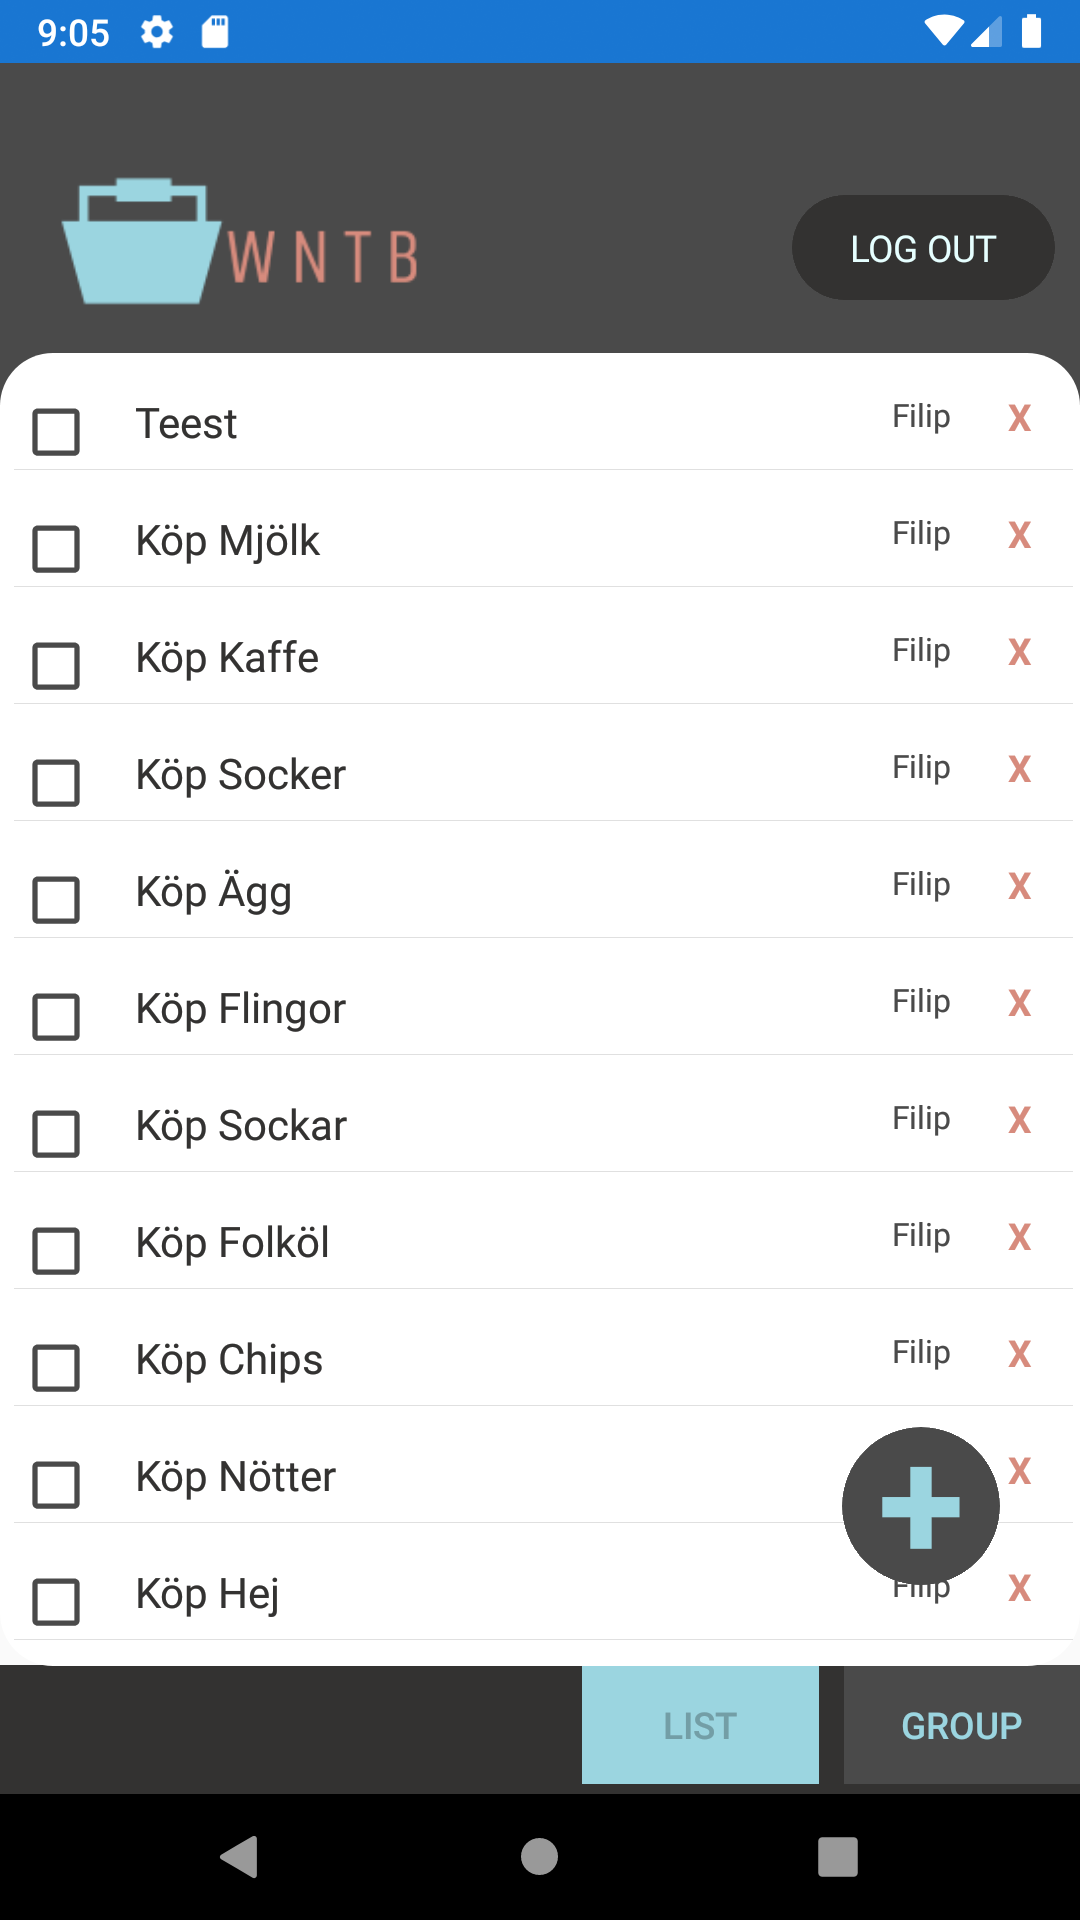 9:05
WNTB
LOG OUT
Teest Filip X
Köp Mjölk Filip X
Köp Kaffe Filip X
Köp Socker Filip X
Köp Ägg Filip X
Köp Flingor Filip X
Köp Sockar Filip X
Köp Folköl Filip X
Köp Chips Filip X
Köp Nötter X
Köp Hej Filip X
LIST GROUP